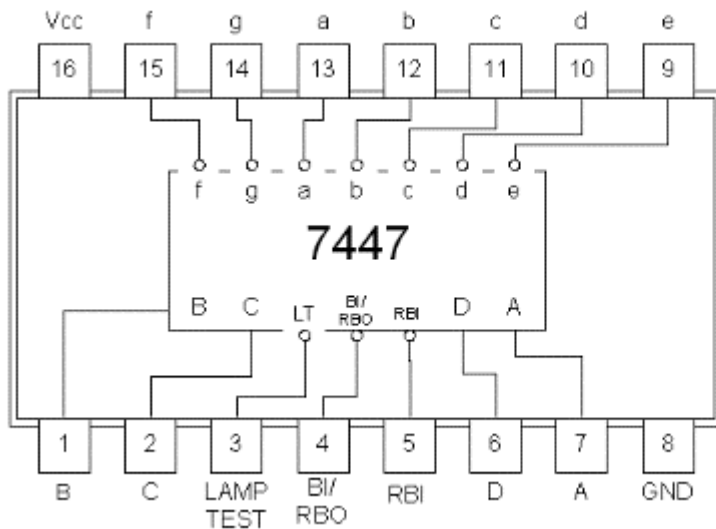 Vcc f g a b c d e
16 15 14 13 12 11 10 9
f g a b c d e
7447
B C LT BI/ RBO RBI D A
1 2 3 4 5 6 7 8
B C LAMP TEST BI/ RBO RBI D A GND